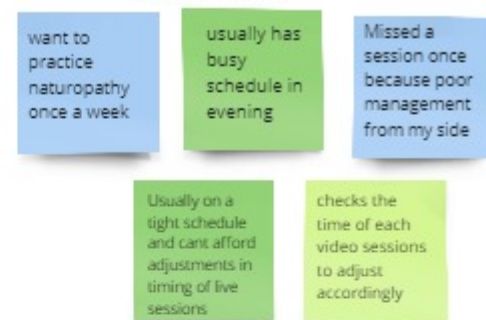 want to
practice
naturopathy
once a week
usually has
busy
schedule in
evening
Missed a
session once
because poor
management
from my side
Usually on a
tight schedule
and cant afford
adjustments in
timing of live
sessions
checks the
time of each
video sessions
to adjust
accordingly